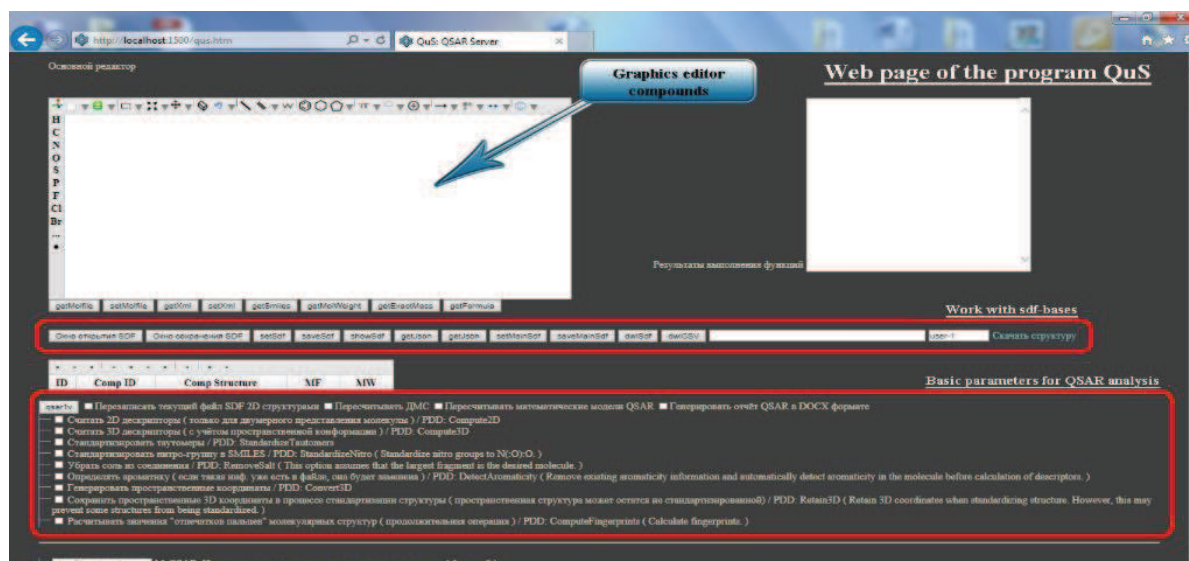 http://localhost:1500/qus.htm
QuS: QSAR Server
Основной редактор
Graphics editor
compounds
Web page of the program QuS
H
C
N
O
S
P
F
Cl
Br
...
Результаты выполнения функций
getMolfile setMolfile getXml setXml getSmiles getMolWeight getExactMass getFormula
Work with sdf-bases
Окно открытия SDF Окно сохранения SDF setSdf saveSdf showSdf getJson getJson setMainSdf saveMainSdf dwlSdf dwlCSV user-1 Скачать структуру
ID Comp ID Comp Structure MF MW
Basic parameters for QSAR analysis
qsar1v Перезаписать текущий файл SDF 2D структурами Пересчитывать ДМС Пересчитывать математические модели QSAR Генерировать отчёт QSAR в DOCX формате
Считать 2D дескрипторы ( только для двумерного представления молекулы ) / PDD: Compute2D
Считать 3D дескрипторы ( с учётом пространственной конформации ) / PDD: Compute3D
Стандартизировать таутомеры / PDD: StandardizeTautomers
Стандартизировать нитро-группу в SMILES / PDD: StandardizeNitro ( Standardize nitro groups to N(:O):O. )
Убрать соль из соединения / PDD: RemoveSalt ( This option assumes that the largest fragment is the desired molecule. )
Определять ароматику ( если такая инф. уже есть в файле, она будет заменена ) / PDD: DetectAromaticity ( Remove existing aromaticity information and automatically detect aromaticity in the molecule before calculation of descriptors. )
Генерировать пространственные координаты / PDD: Convert3D
Сохранить пространственные 3D координаты в процессе стандартизации структуры ( пространственная структура может остатся не стандартизированной) / PDD: Retain3D ( Retain 3D coordinates when standardizing structure. However, this may
prevent some structures from being standardized. )
Расчитывать значения "отпечатков пальцев" молекулярных структур ( продолжительная операция ) / PDD: ComputeFingerprints ( Calculate fingerprints. )